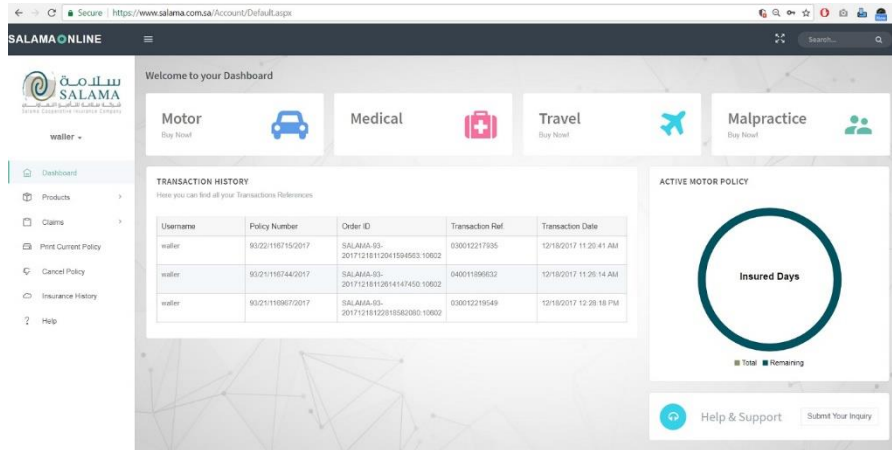 Secure | https://www.salama.com.sa/Account/Default.aspx
SALAMAONLINE
Search...
سلامة
SALAMA
Salama Cooperative Insurance Company
waller
Dashboard
Products
Claims
Print Current Policy
Cancel Policy
Insurance History
Help
Welcome to your Dashboard
Motor
Buy Now!
Medical
Travel
Buy Now!
Malpractice
Buy Now!
TRANSACTION HISTORY
Here you can find all your Transactions References
Username Policy Number Order ID Transaction Ref. Transaction Date
waller 93/22/116715/2017 SALAMA-93- 030012217935 12/18/2017 11:20:41 AM
20171218112041594663:10602
waller 93/21/116744/2017 SALAMA-93- 040011896632 12/18/2017 11:26:14 AM
20171218112614147450:10602
waller 93/21/116967/2017 SALAMA-93- 030012219549 12/18/2017 12:28:18 PM
20171218122818582080:10602
ACTIVE MOTOR POLICY
Insured Days
Total Remaining
Help & Support
Submit Your Inquiry